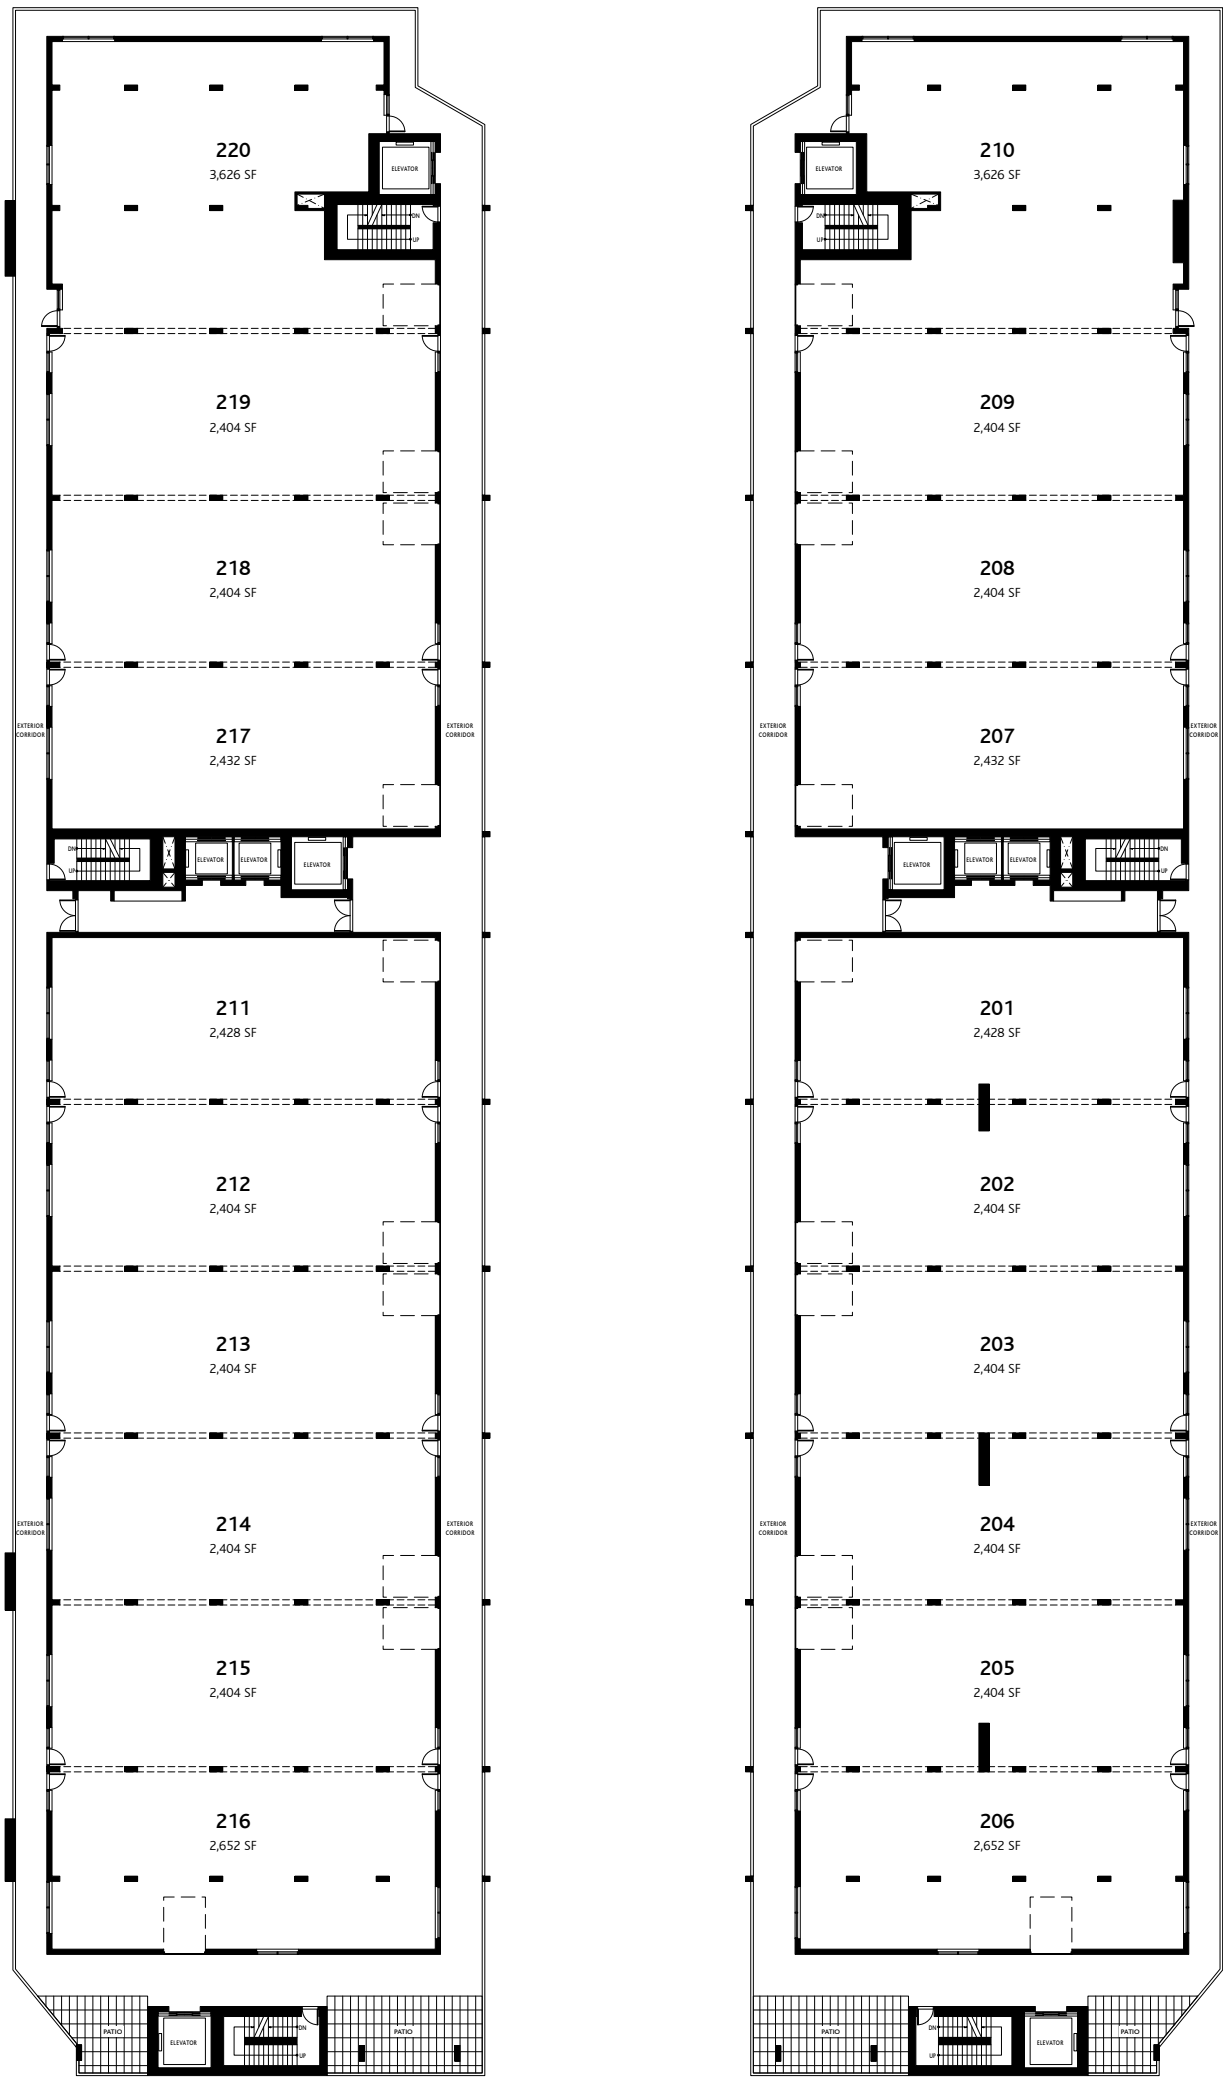 220
3,626 SF
ELEVATOR
DN
UP
219
2,404 SF
218
2,404 SF
217
2,432 SF
EXTERIOR
CORRIDOR
EXTERIOR
CORRIDOR
DN
UP
ELEVATOR
ELEVATOR
ELEVATOR
211
2,428 SF
212
2,404 SF
213
2,404 SF
214
2,404 SF
EXTERIOR
CORRIDOR
EXTERIOR
CORRIDOR
215
2,404 SF
216
2,652 SF
PATIO
ELEVATOR
DN
UP
PATIO
210
3,626 SF
ELEVATOR
DN
UP
209
2,404 SF
208
2,404 SF
207
2,432 SF
EXTERIOR
CORRIDOR
EXTERIOR
CORRIDOR
ELEVATOR
ELEVATOR
ELEVATOR
DN
UP
201
2,428 SF
202
2,404 SF
203
2,404 SF
204
2,404 SF
EXTERIOR
CORRIDOR
EXTERIOR
CORRIDOR
205
2,404 SF
206
2,652 SF
PATIO
DN
UP
ELEVATOR
PATIO